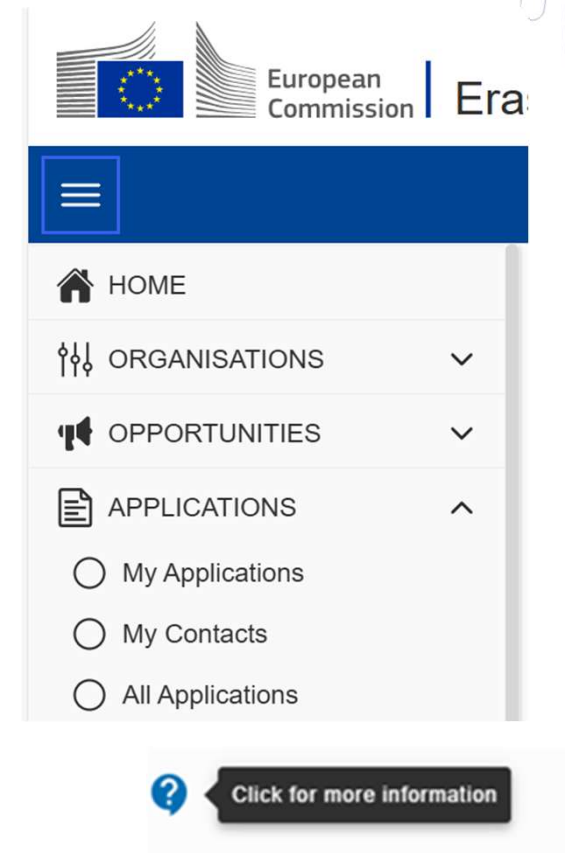 European
Commission
Era
HOME
ORGANISATIONS
OPPORTUNITIES
APPLICATIONS
My Applications
My Contacts
All Applications
? Click for more information